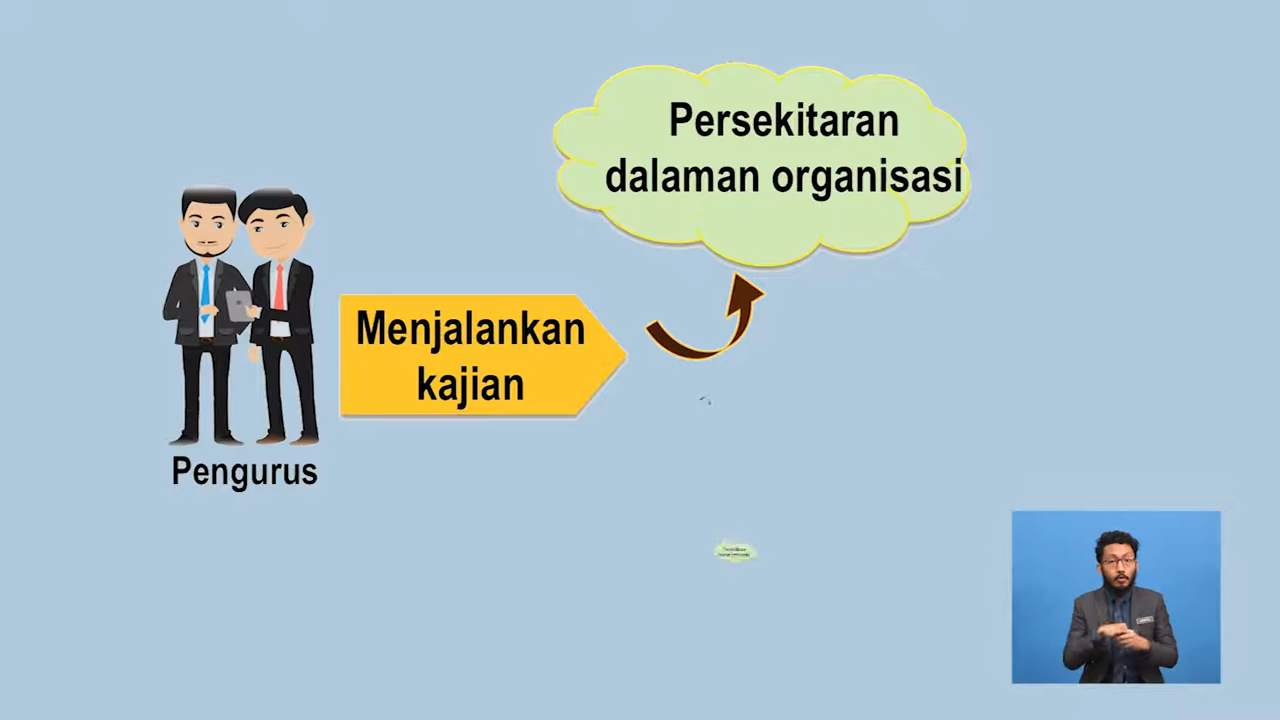 Persekitaran
dalaman organisasi
Menjalankan
kajian
Pengurus